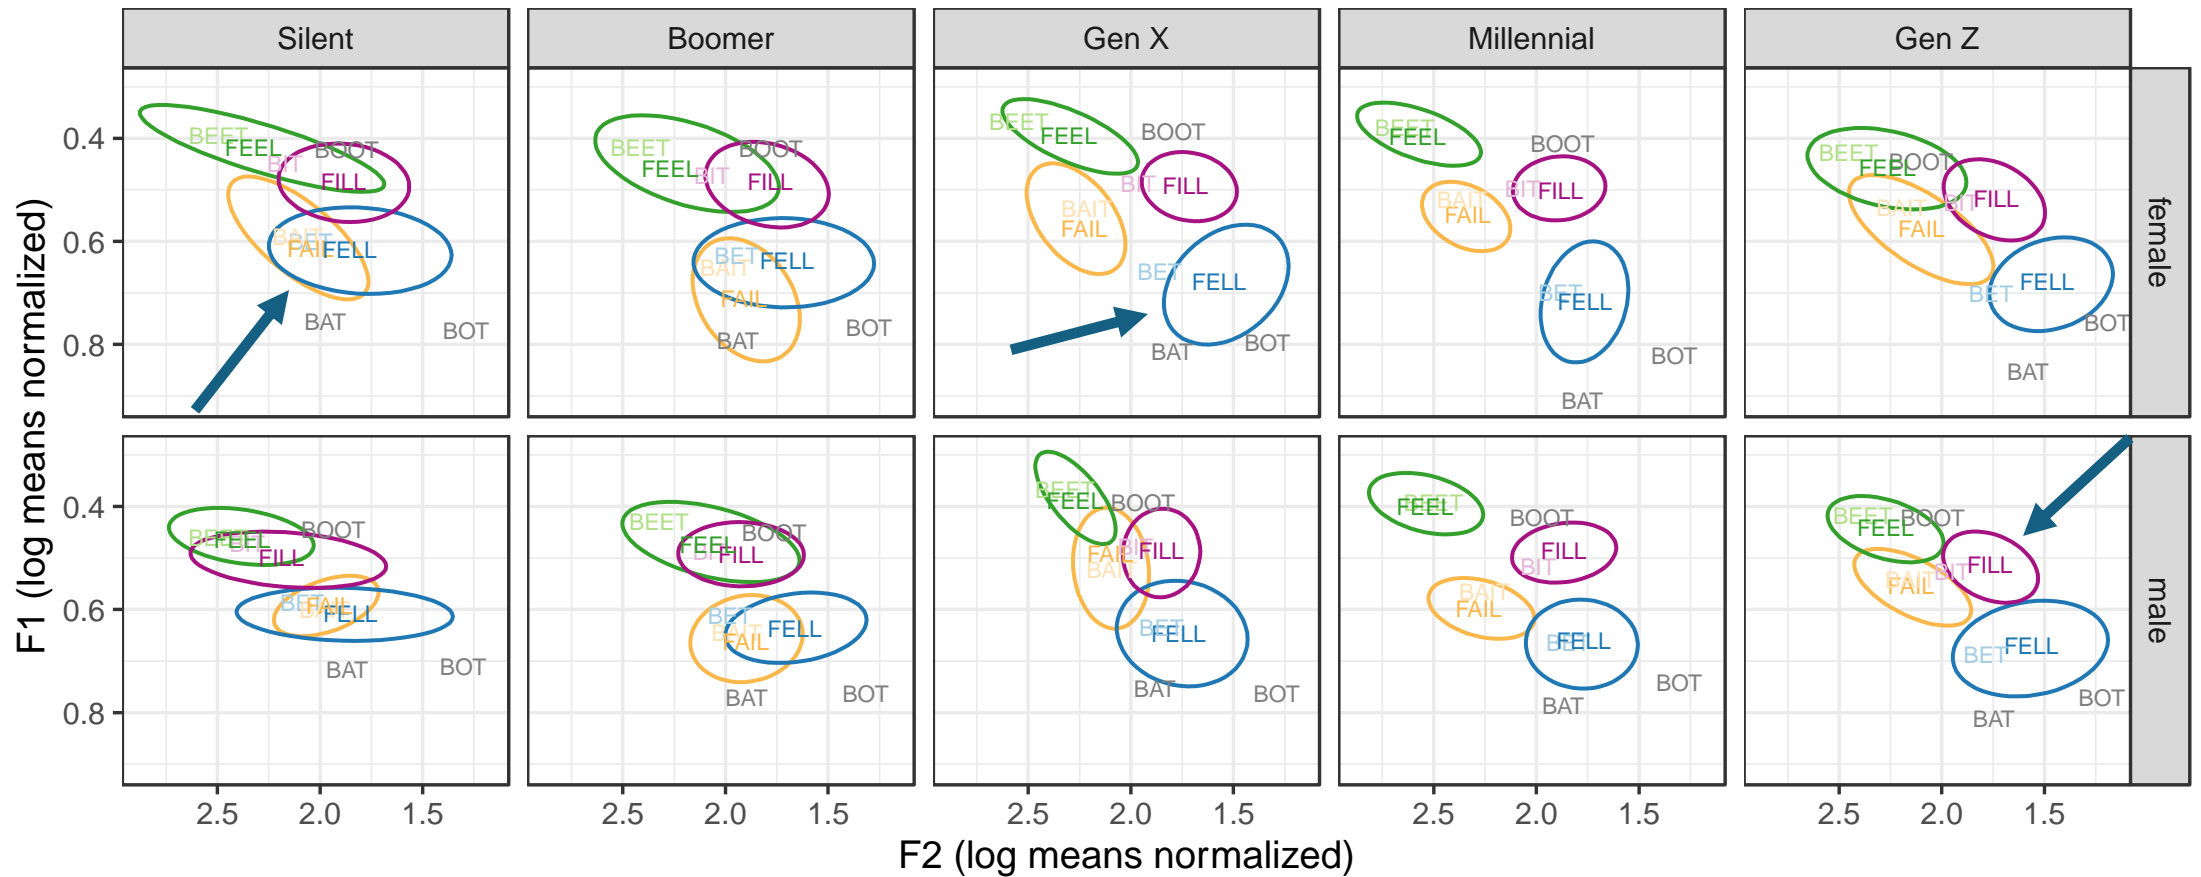 Silent
Boomer
Gen X
Millennial
Gen Z
F1 (log means normalized)
0.4
0.6
0.8
BEET
FEEL
BIT
BOOT
FILL
BAIT
BET
FAIL
FELL
BAT
BOT
BEET
FEEL
BIT
BOOT
FILL
BET
BAIT
FELL
FAIL
BAT
BOT
BEET
FEEL
BOOT
BIT
FILL
BAIT
FAIL
BET
FELL
BAT
BOT
BEET
FEEL
BOOT
BIT
FILL
BAIT
FAIL
BET
FELL
BOT
BAT
BEET
FEEL
BOOT
BIT
FILL
BAIT
FAIL
BET
FELL
BOT
BAT
female
0.4
0.6
0.8
BEET
FEEL
BOOT
BIT
FILL
BET
FAIL
BAIT
FELL
BAT
BOT
BEET
FEEL
BOOT
BIT
FILL
BET
BAIT
FELL
FAIL
BAT
BOT
BEET
FEEL
BOOT
FAIL
BIT
FILL
BAIT
BET
FELL
BAT
BOT
BEET
FEEL
BOOT
BIT
FILL
BAIT
FAIL
BET
FELL
BAT
BOT
BEET
FEEL
BOOT
BIT
FILL
BAIT
FAIL
BET
FELL
BAT
BOT
male
2.5 2.0 1.5
2.5 2.0 1.5
2.5 2.0 1.5
2.5 2.0 1.5
2.5 2.0 1.5
F2 (log means normalized)